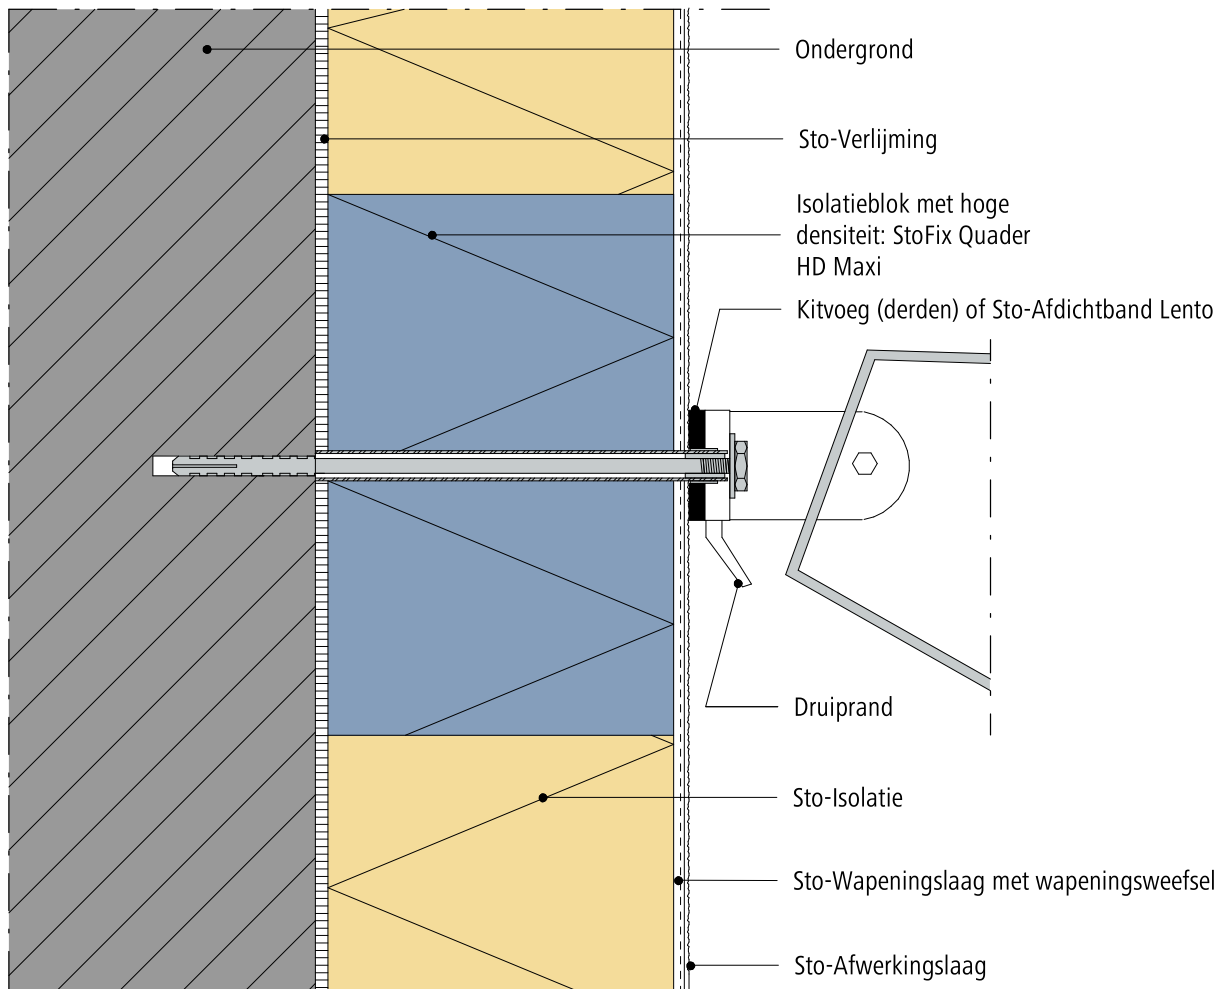 Ondergrond
Sto-Verlijming
Isolatieblok met hoge
densiteit: StoFix Quader
HD Maxi
Kitvoeg (derden) of Sto-Afdichtband Lento
Druiprand
Sto-Isolatie
Sto-Wapeningslaag met wapeningsweefsel
Sto-Afwerkingslaag